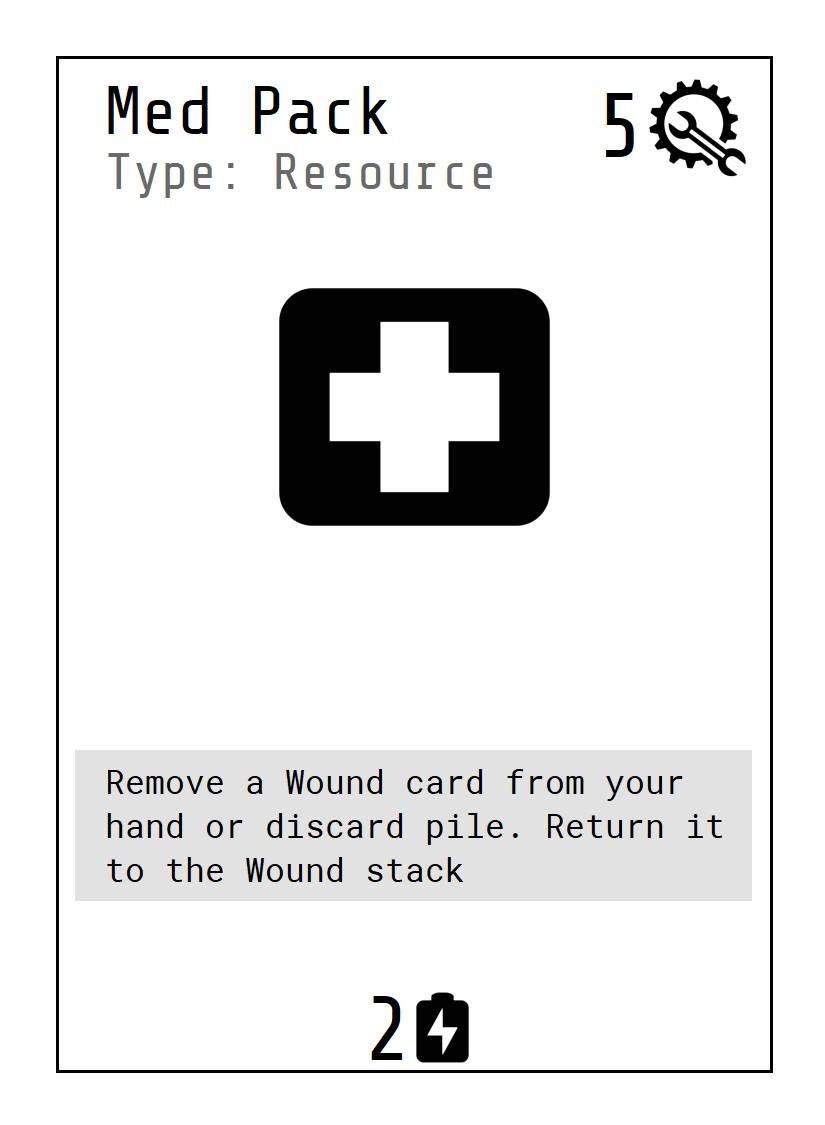 Med Pack
5
Type: Resource
Remove a Wound card from your
hand or discard pile. Return it
to the Wound stack
2